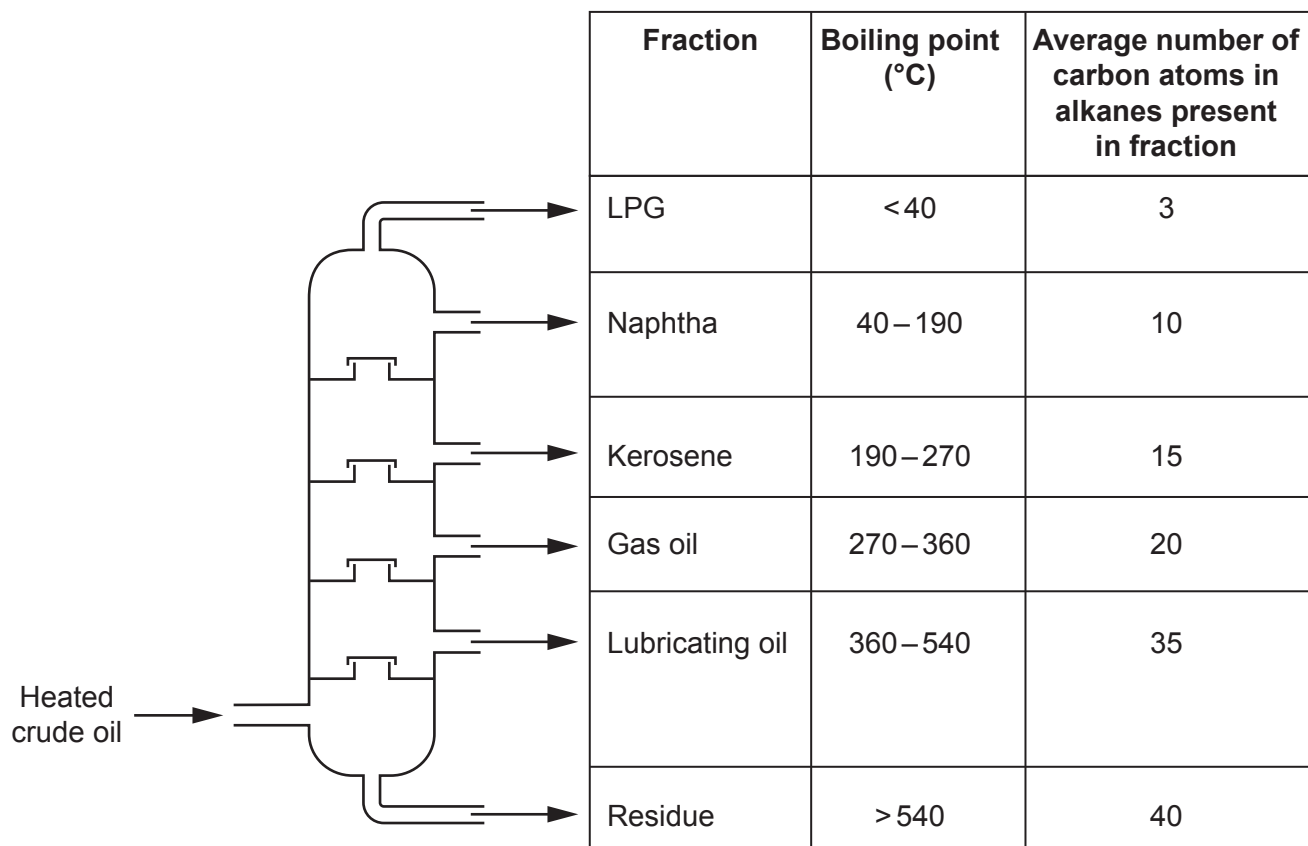 Fraction
Boiling point
(°C)
Average number of
carbon atoms in
alkanes present
in fraction
LPG
<40
3
Naphtha
40–190
10
Kerosene
190–270
15
Gas oil
270–360
20
Lubricating oil
360–540
35
Heated
crude oil
Residue
>540
40